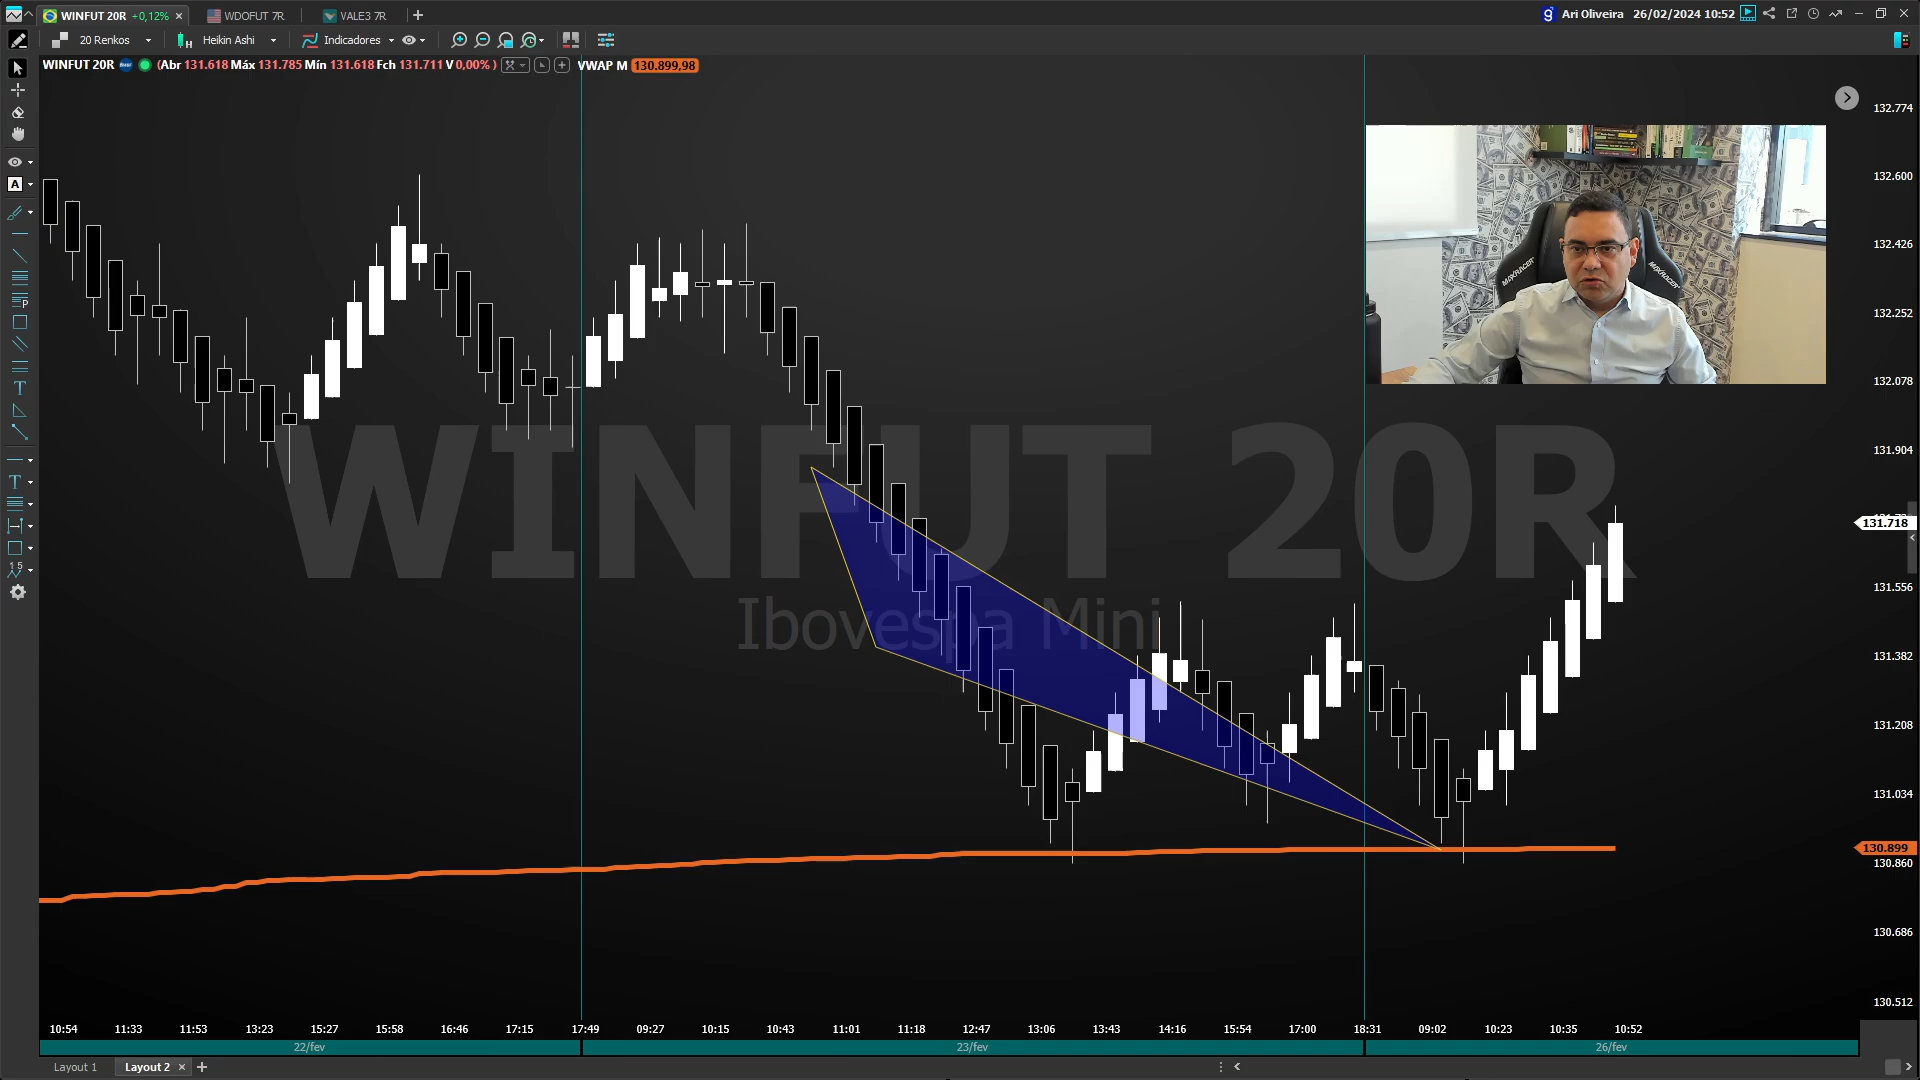 WINFUT 20R +0,12%
WDOFUT 7R
VALE3 7R
Ari Oliveira 26/02/2024 10:52
20 Renkos
Heikin Ashi
Indicadores
WINFUT 20R (Abr 131.618 Máx 131.785 Mín 131.618 Fch 131.711 V 0,00% ) VWAP M 130.899,98
132.774
132.600
132.426
132.252
132.078
131.904
131.718
131.556
131.382
131.208
131.034
130.899
130.860
130.686
130.512
MAXRACER
MAXRACER
WINFUT 20R
Ibovespa Mini
10:54 11:33 11:53 13:23 15:27 15:58 16:46 17:15 17:49 09:27 10:15 10:43 11:01 11:18 12:47 13:06 13:43 14:16 15:54 17:00 18:31 09:02 10:23 10:35 10:52
22/fev 23/fev 26/fev
Layout 1 Layout 2